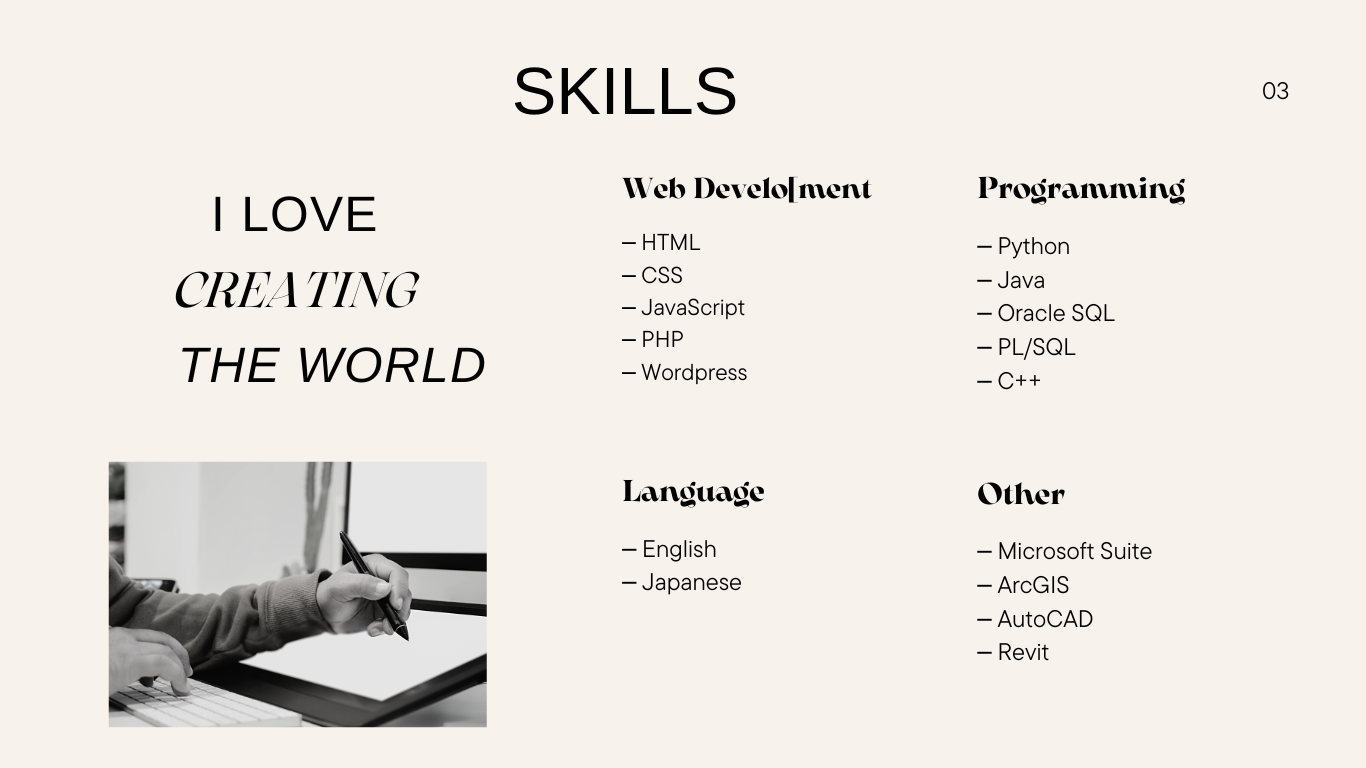 SKILLS
03
I LOVE
CREATING
THE WORLD
Web Develo[ment
— HTML
— CSS
— JavaScript
— PHP
— Wordpress
Programming
— Python
— Java
— Oracle SQL
— PL/SQL
— C++
Language
— English
— Japanese
Other
— Microsoft Suite
— ArcGIS
— AutoCAD
— Revit